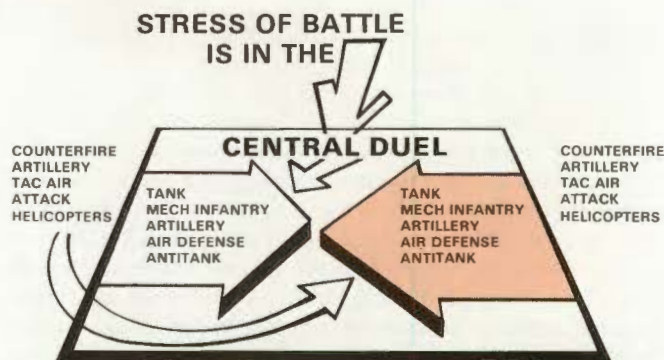 STRESS OF BATTLE
IS IN THE
CENTRAL DUEL
COUNTERFIRE
ARTILLERY
TAC AIR
ATTACK
HELICOPTERS
TANK
MECH INFANTRY
ARTILLERY
AIR DEFENSE
ANTITANK
TANK
MECH INFANTRY
ARTILLERY
AIR DEFENSE
ANTITANK
COUNTERFIRE
ARTILLERY
TAC AIR
ATTACK
HELICOPTERS